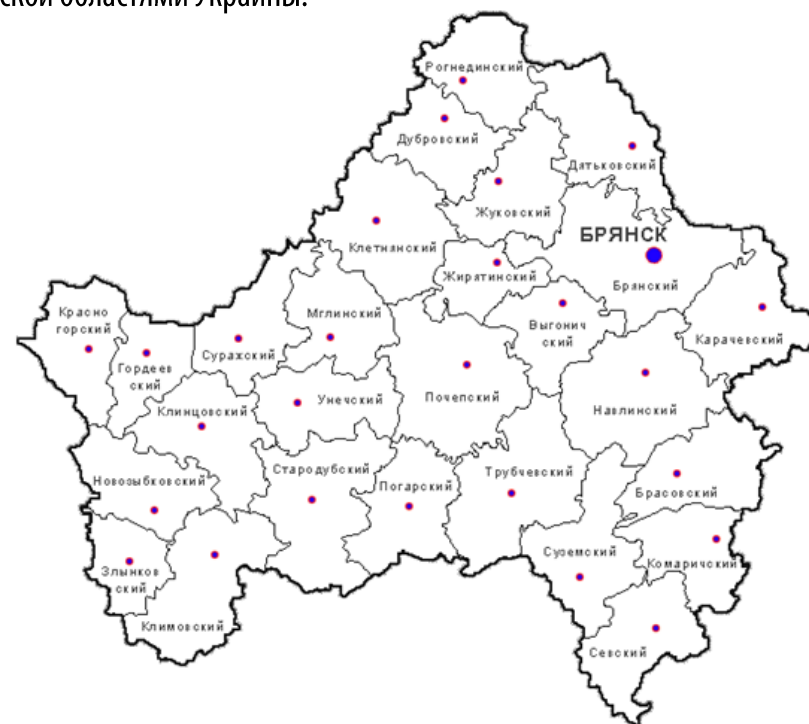 ской областями Украины.
Рогнединский
Дубровский
Дятьковский
Жуковский
Клетнянский
БРЯНСК
Жирятинский
Брянский
Красно
горский
Мглинский
Выгонич
ский
Карачевский
Сурахский
Гордеев
ский
Унечский
Почепский
Клинцовский
Навлинский
Стародубский
Трубчевский
Новозыбковский
Погарский
Брасовский
Суземский
Комаричский
Злынков
ский
Климовский
Севский